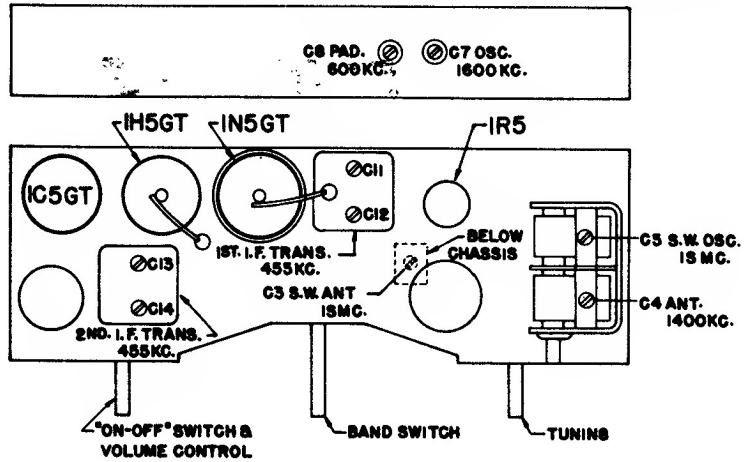 C8 PAD.
600KC.
C7 OSC.
1600KC.
1H5GT
1N5GT
1R5
1C5GT
C11
C12
1ST. I.F. TRANS.
455KC.
BELOW
CHASSIS
C5 S.W. OSC.
15 MC.
C13
C14
C3 S.W. ANT
15MC.
C4 ANT.
1400KC.
2ND. I.F. TRANS.
455KC.
"ON-OFF" SWITCH &
VOLUME CONTROL
BAND SWITCH
TUNING